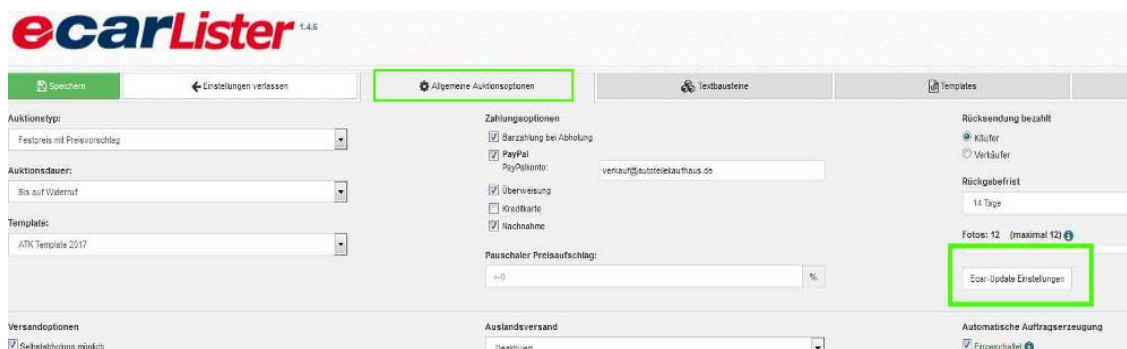 ecarLister 1.4.6
Speichern
Einstellungen verlassen
Allgemeine Auktionsoptionen
Textbausteine
Templates
Auktionstyp:
Festpreis mit Preisvorschlag
Auktionsdauer:
Bis auf Widerruf
Template:
ATK Template 2017
Zahlungsoptionen
Barzahlung bei Abholung
PayPal
PayPalkonto:
verkauf@autoteilekaufhaus.de
Überweisung
Kreditkarte
Nachnahme
Pauschaler Preisaufschlag:
+-0 %
Rücksendung bezahlt
Käufer
Verkäufer
Rückgabefrist
14 Tage
Fotos: 12 (maximal 12)
Ecar-Update Einstellungen
Versandoptionen
Selbstabholung möglich
Auslandsversand
Deaktiviert
Automatische Auftragserzeugung
Eingeschaltet